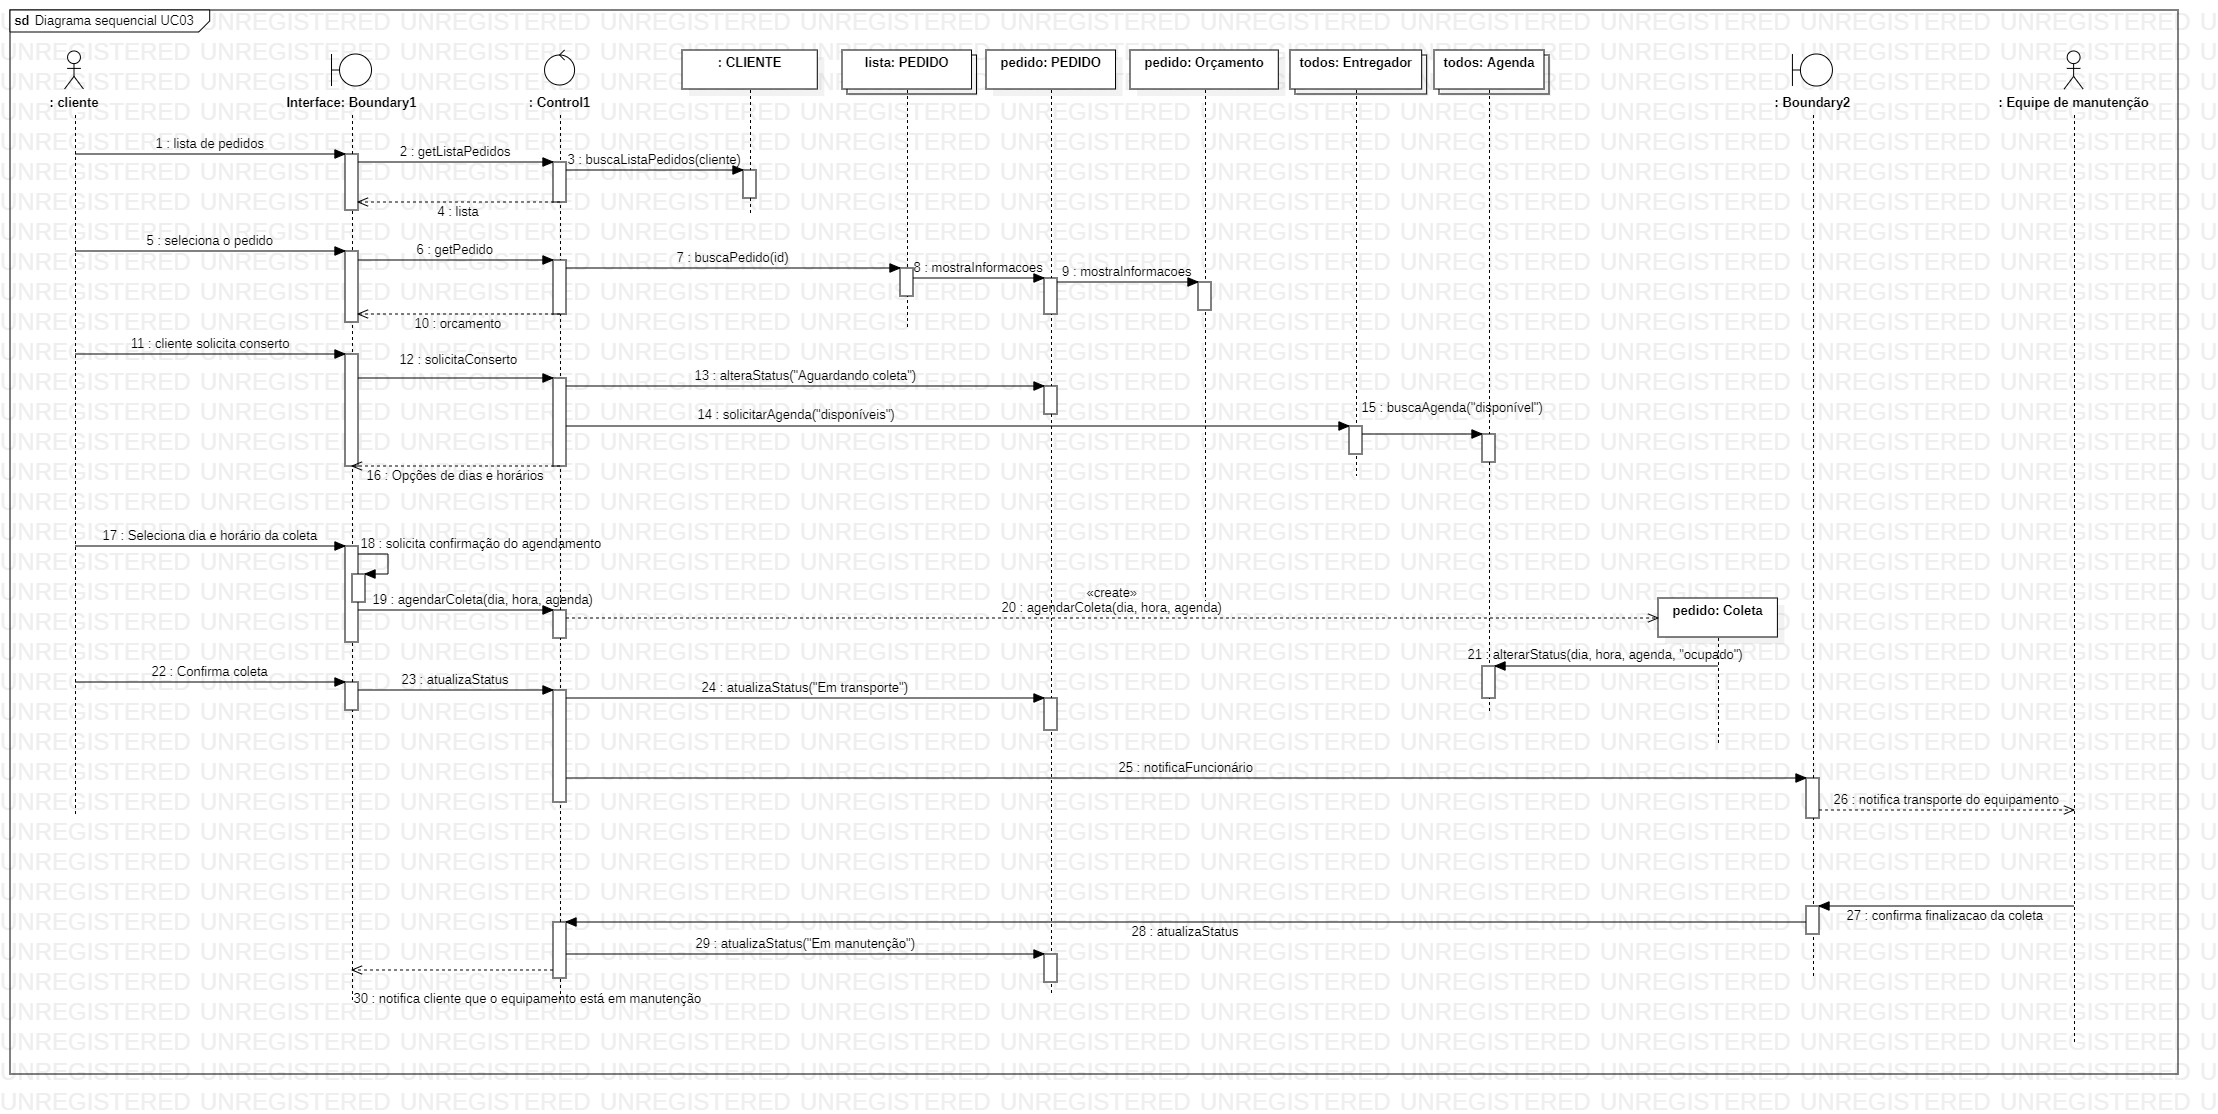 sd Diagrama sequencial UC03
: cliente
Interface: Boundary1
: Control1
: CLIENTE
lista: PEDIDO
pedido: PEDIDO
pedido: Orçamento
todos: Entregador
todos: Agenda
: Boundary2
: Equipe de manutenção
1 : lista de pedidos
2 : getListaPedidos
3 : buscaListaPedidos(cliente)
4 : lista
5 : seleciona o pedido
6 : getPedido
7 : buscaPedido(id)
8 : mostraInformacoes
9 : mostraInformacoes
10 : orcamento
11 : cliente solicita conserto
12 : solicitaConserto
13 : alteraStatus("Aguardando coleta")
14 : solicitarAgenda("disponíveis")
15 : buscaAgenda("disponível")
16 : Opções de dias e horários
17 : Seleciona dia e horário da coleta
18 : solicita confirmação do agendamento
19 : agendarColeta(dia, hora, agenda)
«create»
20 : agendarColeta(dia, hora, agenda)
pedido: Coleta
21 : alterarStatus(dia, hora, agenda, "ocupado")
22 : Confirma coleta
23 : atualizaStatus
24 : atualizaStatus("Em transporte")
25 : notificaFuncionário
26 : notifica transporte do equipamento
27 : confirma finalizacao da coleta
28 : atualizaStatus
29 : atualizaStatus("Em manutenção")
30 : notifica cliente que o equipamento está em manutenção
UNREGISTERED